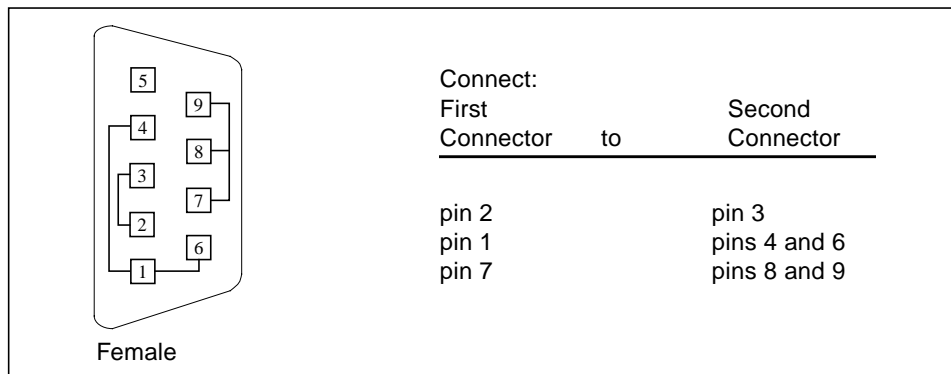 5
9
4
8
3
7
2
6
1
Female
Connect:
First Second
Connector to Connector
pin 2 pin 3
pin 1 pins 4 and 6
pin 7 pins 8 and 9